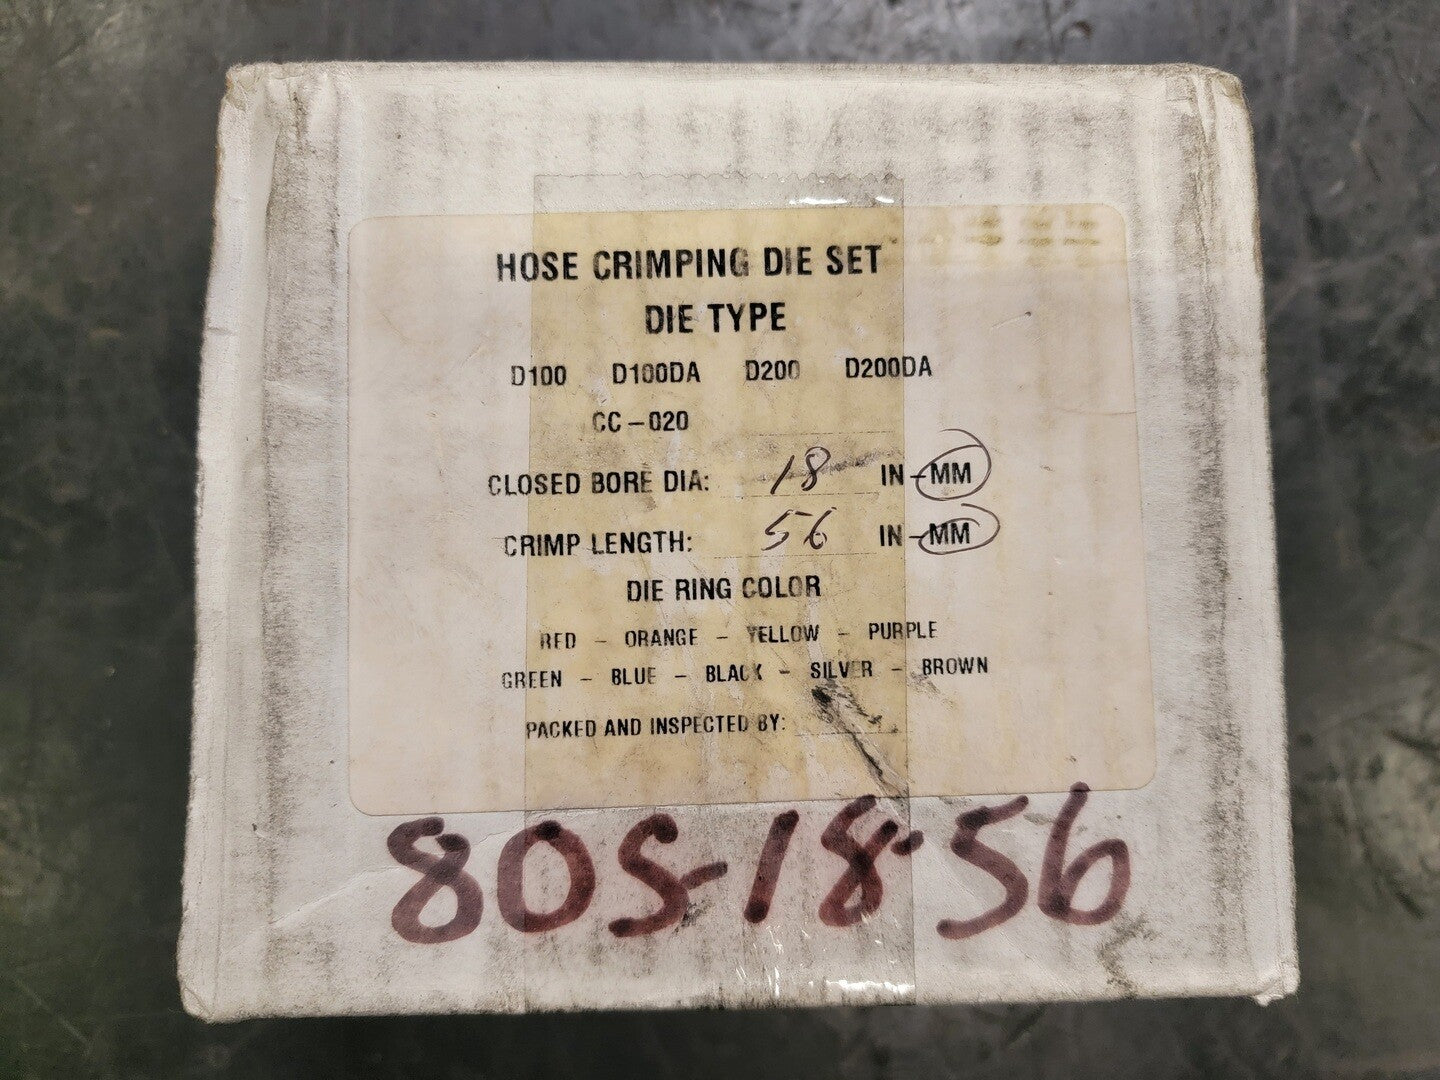 HOSE CRIMPING DIE SET
DIE TYPE
D100 D100DA D200 D200DA
CC-020
CLOSED BORE DIA: 18 IN-MM
CRIMP LENGTH: 56 IN-MM
DIE RING COLOR
RED - ORANGE - YELLOW - PURPLE
GREEN - BLUE - BLACK - SILVER - BROWN
PACKED AND INSPECTED BY:
80S-18-56